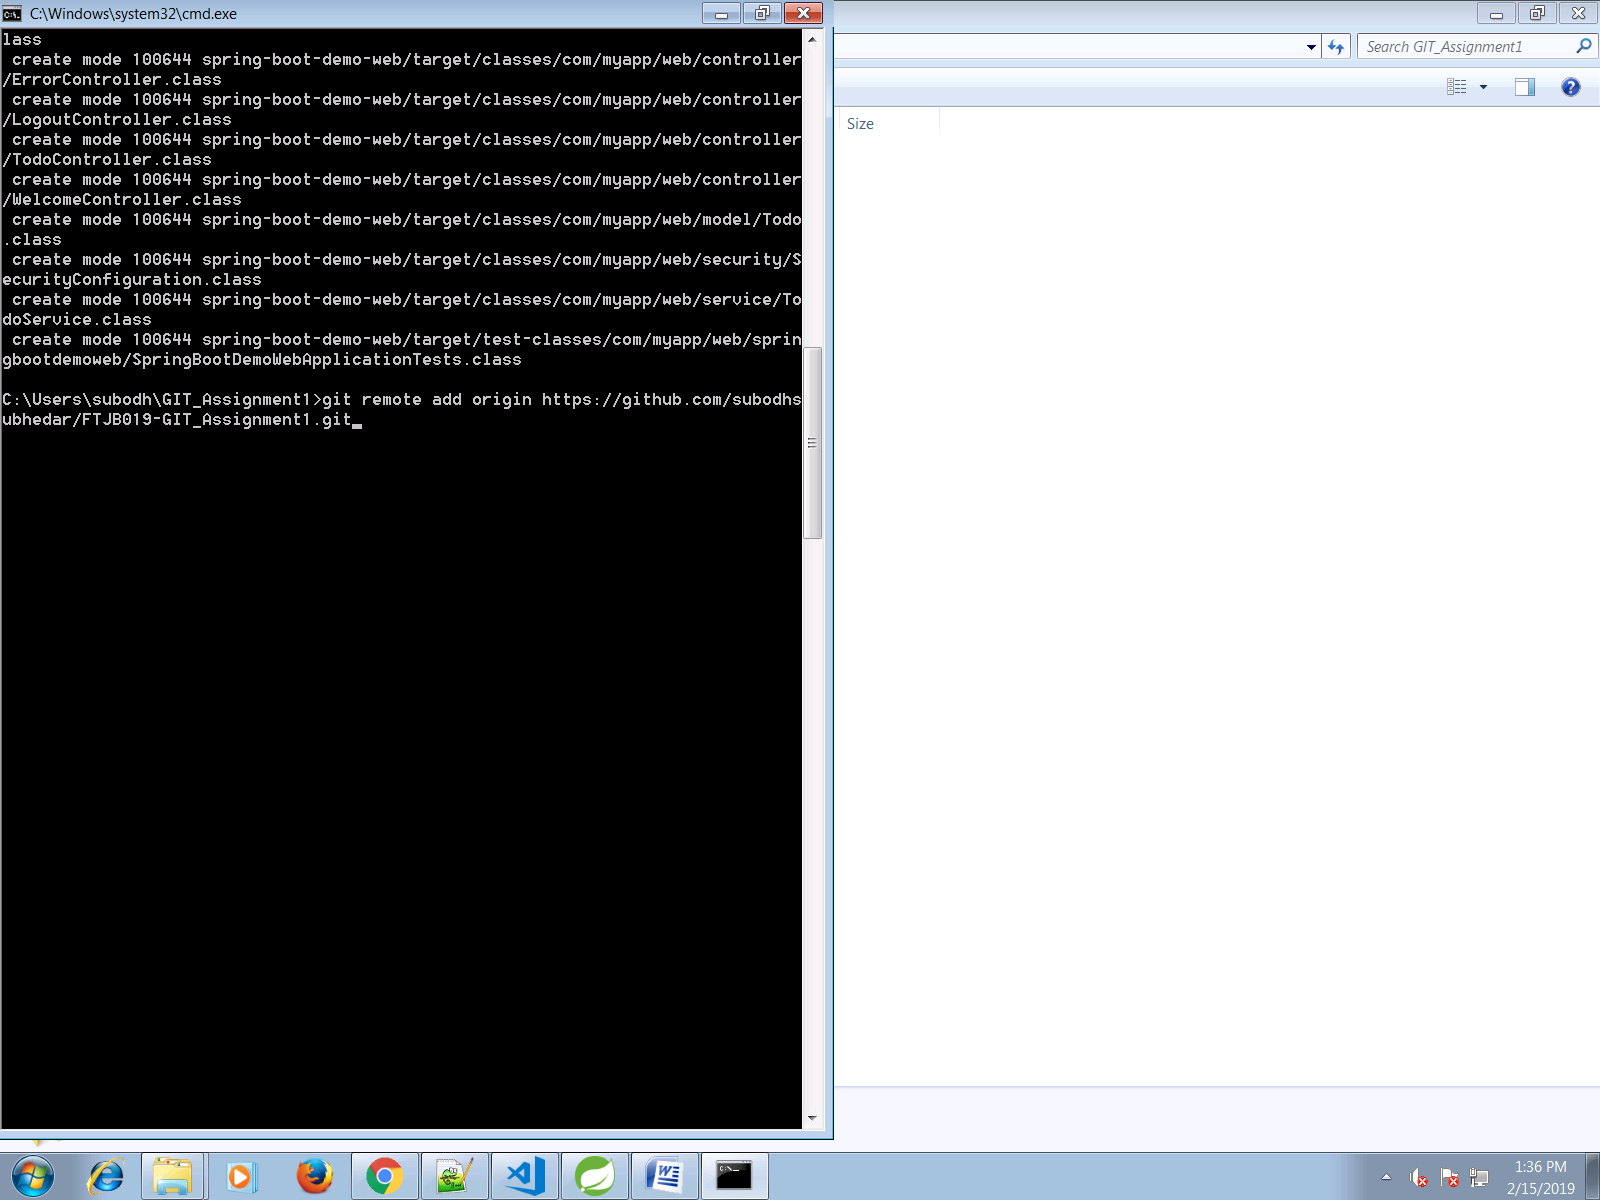 C:\Windows\system32\cmd.exe
lass
 create mode 100644 spring-boot-demo-web/target/classes/com/myapp/web/controller
/ErrorController.class
 create mode 100644 spring-boot-demo-web/target/classes/com/myapp/web/controller
/LogoutController.class
 create mode 100644 spring-boot-demo-web/target/classes/com/myapp/web/controller
/TodoController.class
 create mode 100644 spring-boot-demo-web/target/classes/com/myapp/web/controller
/WelcomeController.class
 create mode 100644 spring-boot-demo-web/target/classes/com/myapp/web/model/Todo
.class
 create mode 100644 spring-boot-demo-web/target/classes/com/myapp/web/security/S
ecurityConfiguration.class
 create mode 100644 spring-boot-demo-web/target/classes/com/myapp/web/service/To
doService.class
 create mode 100644 spring-boot-demo-web/target/test-classes/com/myapp/web/sprin
gbootdemoweb/SpringBootDemoWebApplicationTests.class
C:\Users\subodh\GIT_Assignment1>git remote add origin https://github.com/subodhs
ubhedar/FTJB019-GIT_Assignment1.git
Search GIT_Assignment1
Size
1:36 PM
2/15/2019